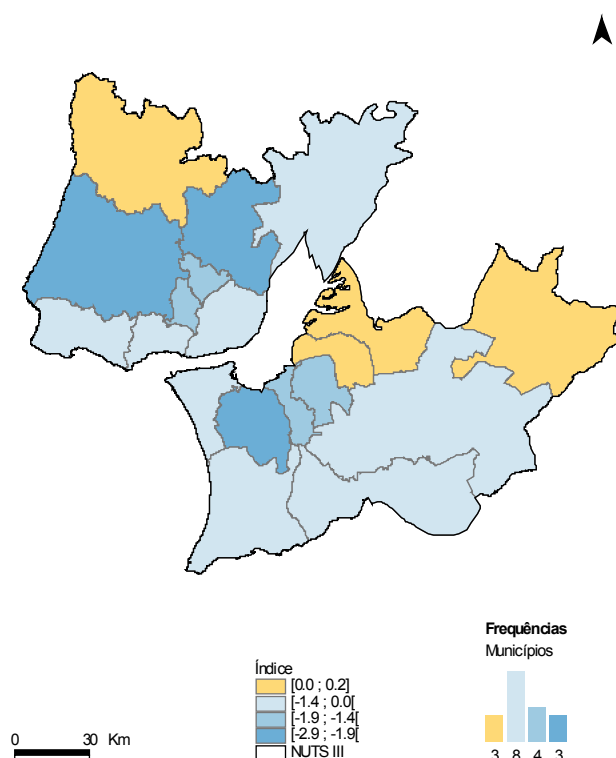 Frequências
Municípios
Índice
[0.0 ; 0.2]
[-1.4 ; 0.0[
[-1.9 ; -1.4[
[-2.9 ; -1.9[
NUTS III
0 30 Km
3 8 4 3